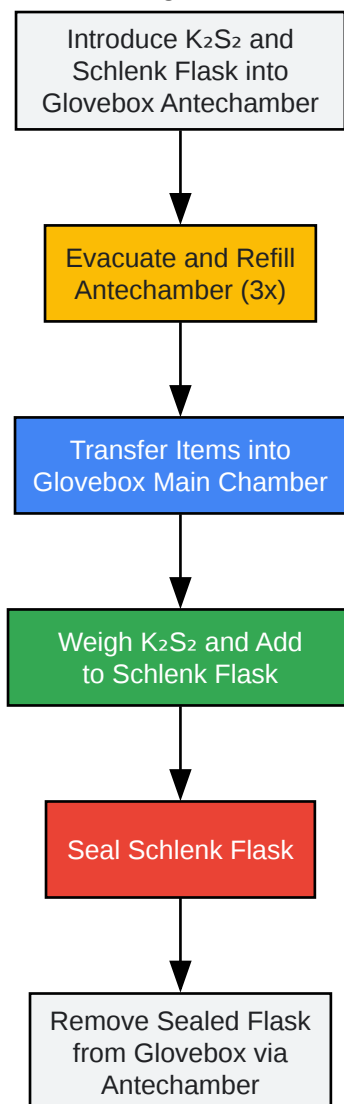 Introduce K₂S₂ and
Schlenk Flask into
Glovebox Antechamber
Evacuate and Refill
Antechamber (3x)
Transfer Items into
Glovebox Main Chamber
Weigh K₂S₂ and Add
to Schlenk Flask
Seal Schlenk Flask
Remove Sealed Flask
from Glovebox via
Antechamber